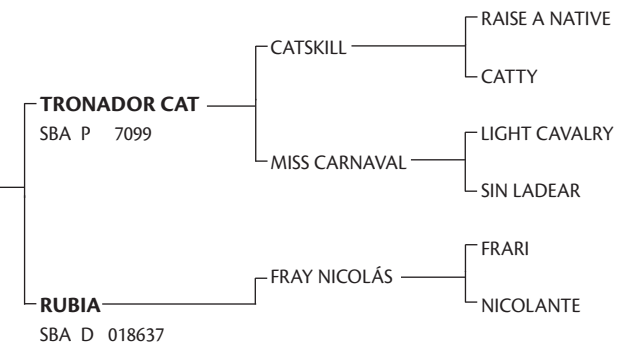 RAISE A NATIVE
CATSKILL
CATTY
TRONADOR CAT
SBA P 7099
LIGHT CAVALRY
MISS CARNAVAL
SIN LADEAR
FRARI
FRAY NICOLÁS
NICOLANTE
RUBIA
SBA D 018637